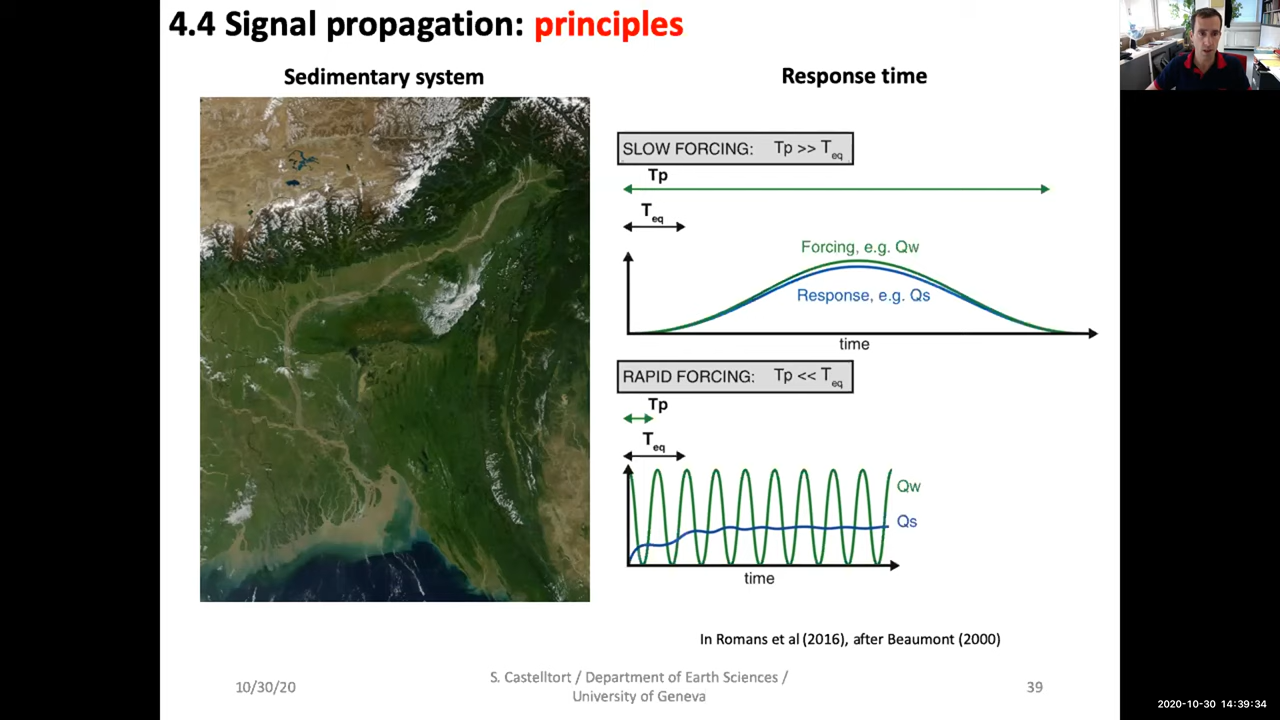 4.4 Signal propagation: principles
Sedimentary system
Response time
SLOW FORCING: Tp >> Teq
Tp
Teq
Forcing, e.g. Qw
Response, e.g. Qs
time
RAPID FORCING: Tp << Teq
Tp
Teq
Qw
Qs
time
In Romans et al (2016), after Beaumont (2000)
10/30/20
S. Castelltort / Department of Earth Sciences /
University of Geneva
39
2020-10-30 14:39:34